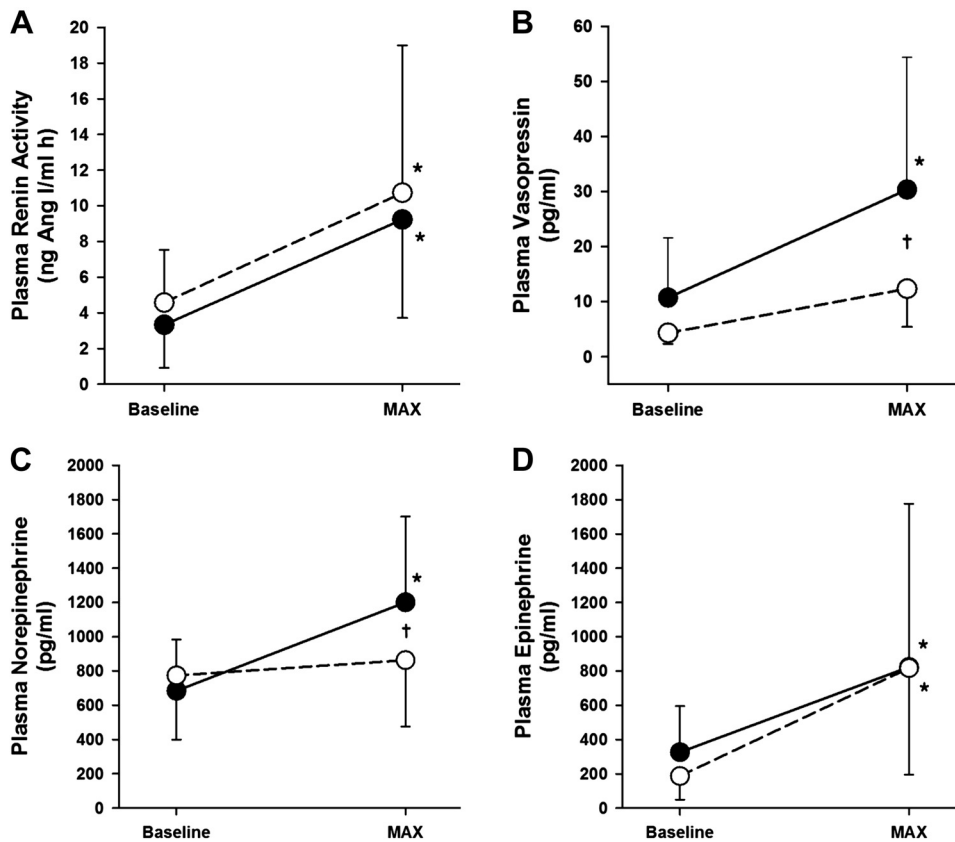 A
Plasma Renin Activity
(ng Ang I/ml h)
20
18
16
14
12
10
8
6
4
2
0
*
*
Baseline
MAX
B
Plasma Vasopressin
(pg/ml)
60
50
40
30
20
10
0
*
†
Baseline
MAX
C
Plasma Norepinephrine
(pg/ml)
2000
1800
1600
1400
1200
1000
800
600
400
200
0
*
†
Baseline
MAX
D
Plasma Epinephrine
(pg/ml)
2000
1800
1600
1400
1200
1000
800
600
400
200
0
*
*
Baseline
MAX